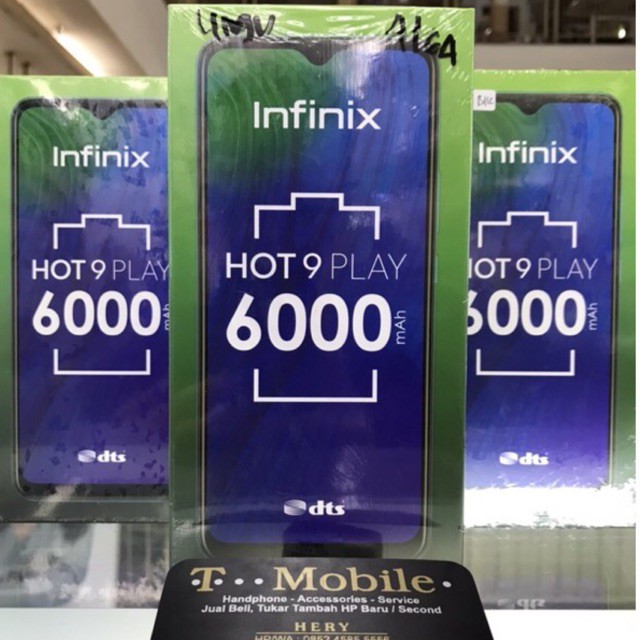 Infinix
HOT 9 PLAY
6000 mAh
dts
ungu
Infinix
HOT 9 PLAY
6000 mAh
dts
Infinix
HOT 9 PLAY
6000 mAh
dts
T··Mobile·
Handphone - Accessories - Service
Jual Beli, Tukar Tambah HP Baru / Second
HERY